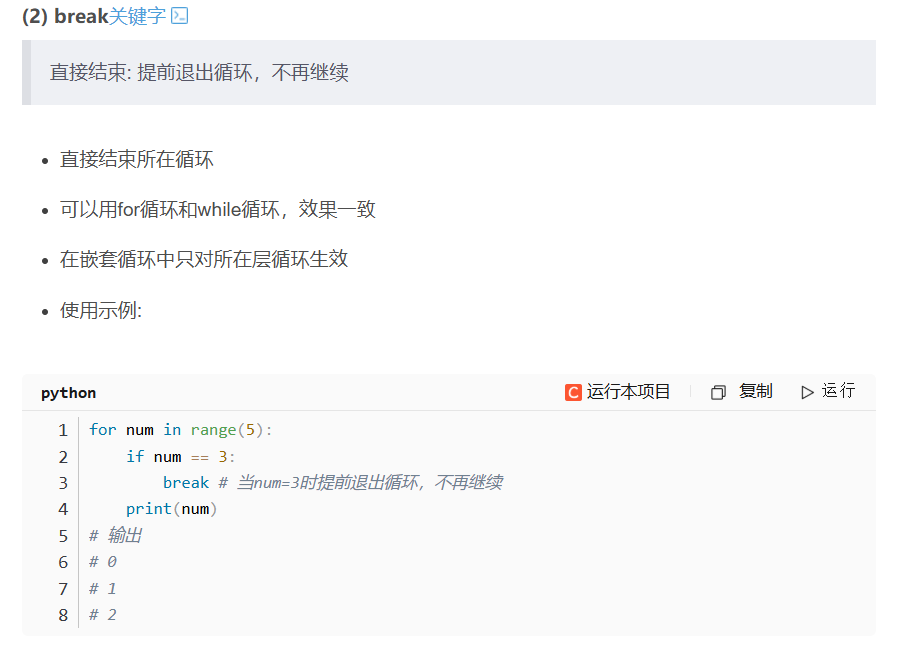 (2) break关键字
直接结束: 提前退出循环，不再继续
• 直接结束所在循环
• 可以用for循环和while循环，效果一致
• 在嵌套循环中只对所在层循环生效
• 使用示例:
python C 运行本项目 复制 运行
1 for num in range(5):
2     if num == 3:
3         break # 当num=3时提前退出循环，不再继续
4     print(num)
5 # 输出
6 # 0
7 # 1
8 # 2